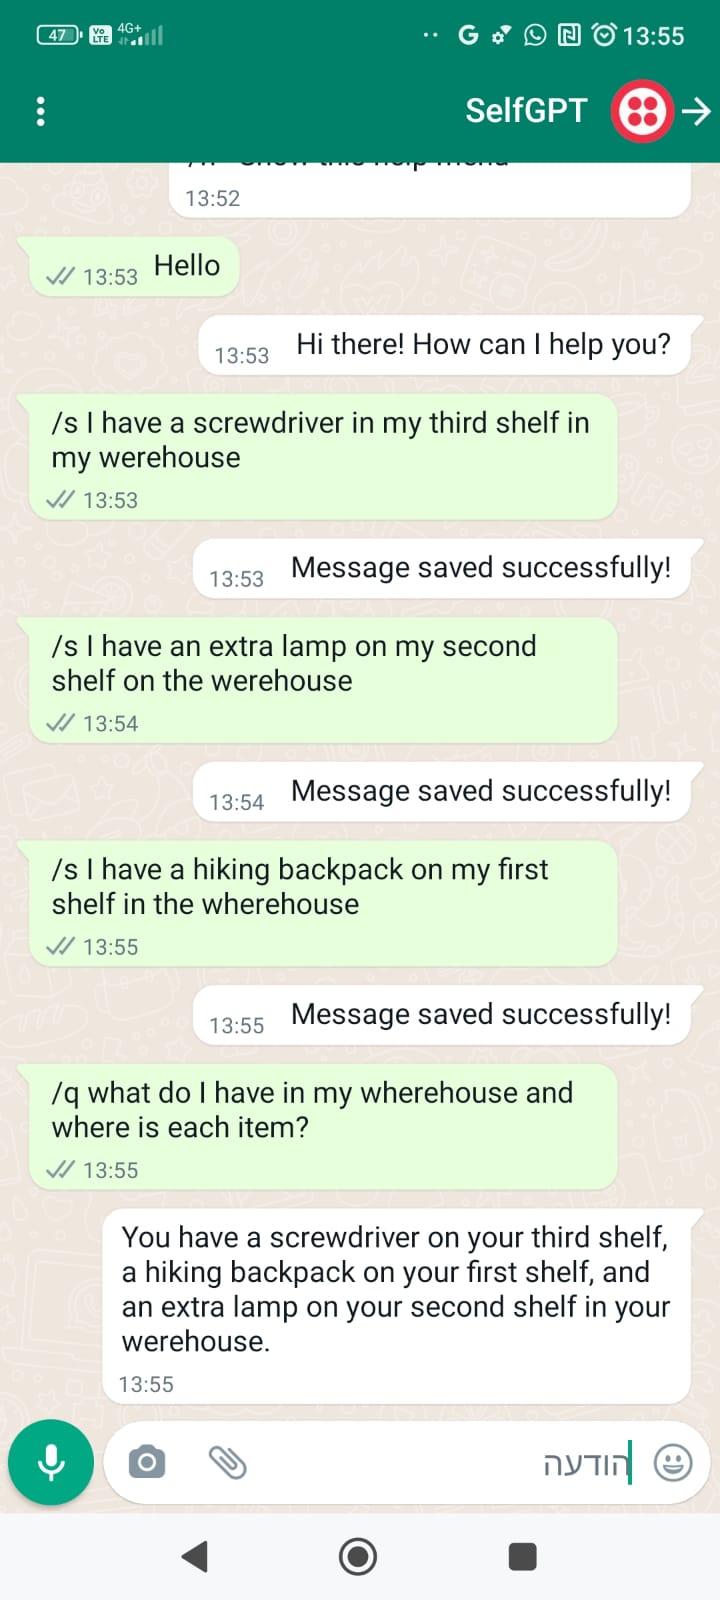 47 Vo LTE 4G+ G 13:55
SelfGPT
13:52
Hello
13:53
Hi there! How can I help you?
13:53
/s I have a screwdriver in my third shelf in
my werehouse
13:53
Message saved successfully!
13:53
/s I have an extra lamp on my second
shelf on the werehouse
13:54
Message saved successfully!
13:54
/s I have a hiking backpack on my first
shelf in the wherehouse
13:55
Message saved successfully!
13:55
/q what do I have in my wherehouse and
where is each item?
13:55
You have a screwdriver on your third shelf,
a hiking backpack on your first shelf, and
an extra lamp on your second shelf in your
werehouse.
13:55
הודעה